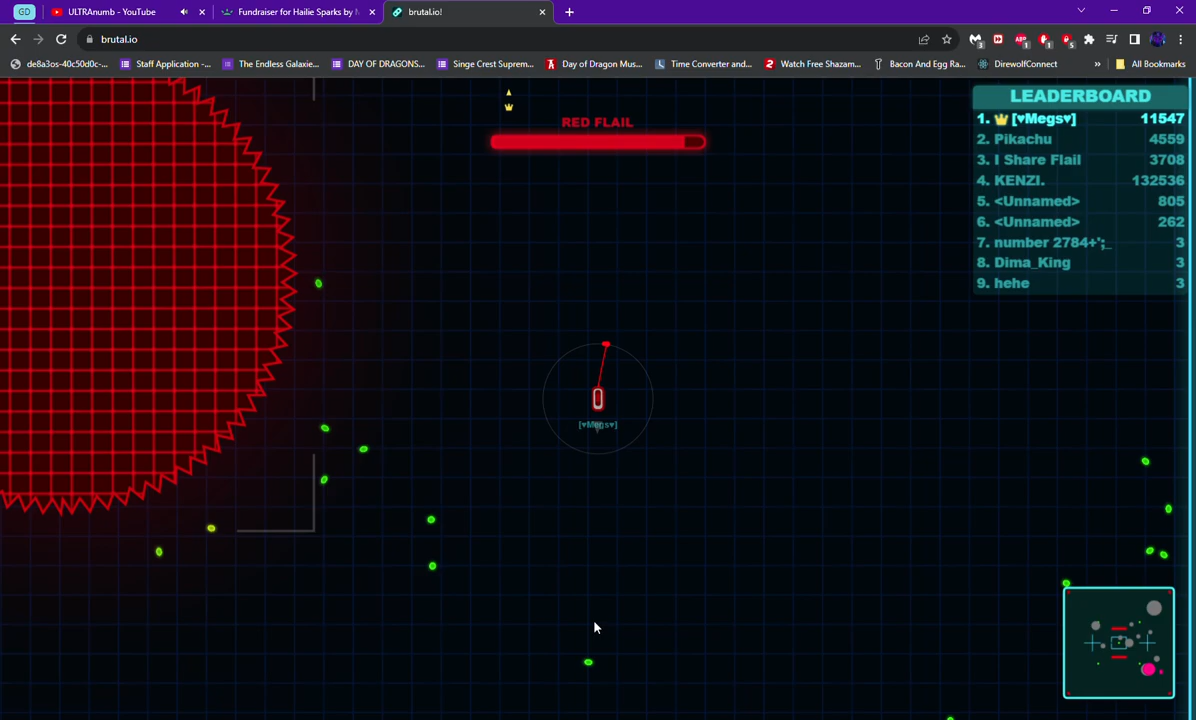 GD
ULTRAnumb - YouTube
Fundraiser for Hailie Sparks by
brutal.io!
brutal.io
de8a3os-40c50d0c-...
Staff Application -...
The Endless Galaxie...
DAY OF DRAGONS...
Singe Crest Suprem...
Day of Dragon Mus...
Time Converter and...
Watch Free Shazam...
Bacon And Egg Ra...
DirewolfConnect
»
All Bookmarks
RED FLAIL
[♥Megs♥]
LEADERBOARD
1. 👑 [♥Megs♥] 11547
2. Pikachu 4559
3. I Share Flail 3708
4. KENZI. 132536
5. <Unnamed> 805
6. <Unnamed> 262
7. number 2784+';_ 3
8. Dima_King 3
9. hehe 3